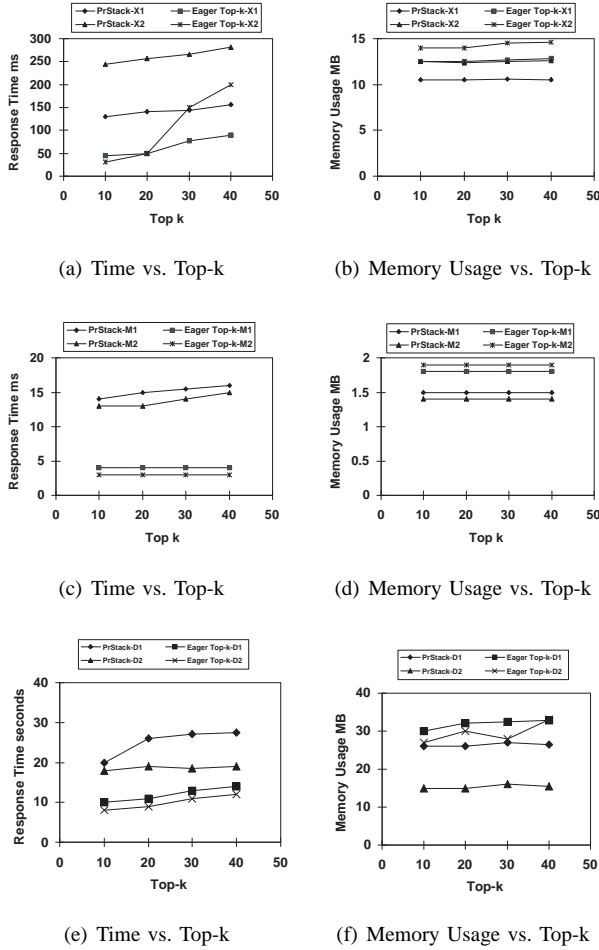 PrStack-X1 Eager Top-k-X1
PrStack-X2 Eager Top-k-X2
300
250
200
150
100
50
0
Response Time ms
0 10 20 30 40 50
Top k
(a) Time vs. Top-k
PrStack-X1 Eager Top-k-X1
PrStack-X2 Eager Top-k-X2
15
10
5
0
Memory Usage MB
0 10 20 30 40 50
Top k
(b) Memory Usage vs. Top-k
PrStack-M1 Eager Top-k-M1
PrStack-M2 Eager Top-k-M2
20
15
10
5
0
Response Time ms
0 10 20 30 40 50
Top k
(c) Time vs. Top-k
PrStack-M1 Eager Top-k-M1
PrStack-M2 Eager Top-k-M2
2
1.5
1
0.5
0
Memory Usage MB
0 10 20 30 40 50
Top k
(d) Memory Usage vs. Top-k
PrStack-D1 Eager Top-k-D1
PrStack-D2 Eager Top-k-D2
40
30
20
10
0
Response Time seconds
0 10 20 30 40 50
Top-k
(e) Time vs. Top-k
PrStack-D1 Eager Top-k-D1
PrStack-D2 Eager Top-k-D2
40
30
20
10
0
Memory Usage MB
0 10 20 30 40 50
Top-k
(f) Memory Usage vs. Top-k